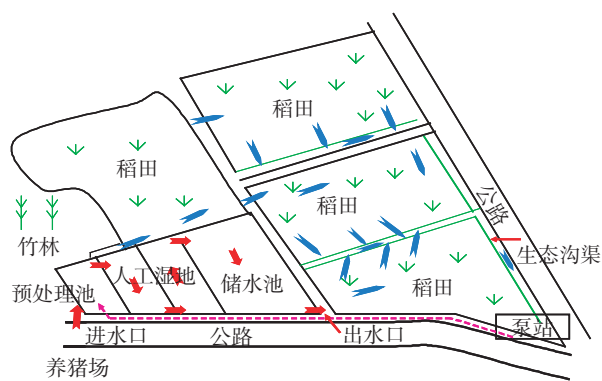 稻田
稻田
稻田
公路
竹林
人工湿地
储水池
生态沟渠
预处理池
稻田
进水口
公路
出水口
泵站
养猪场